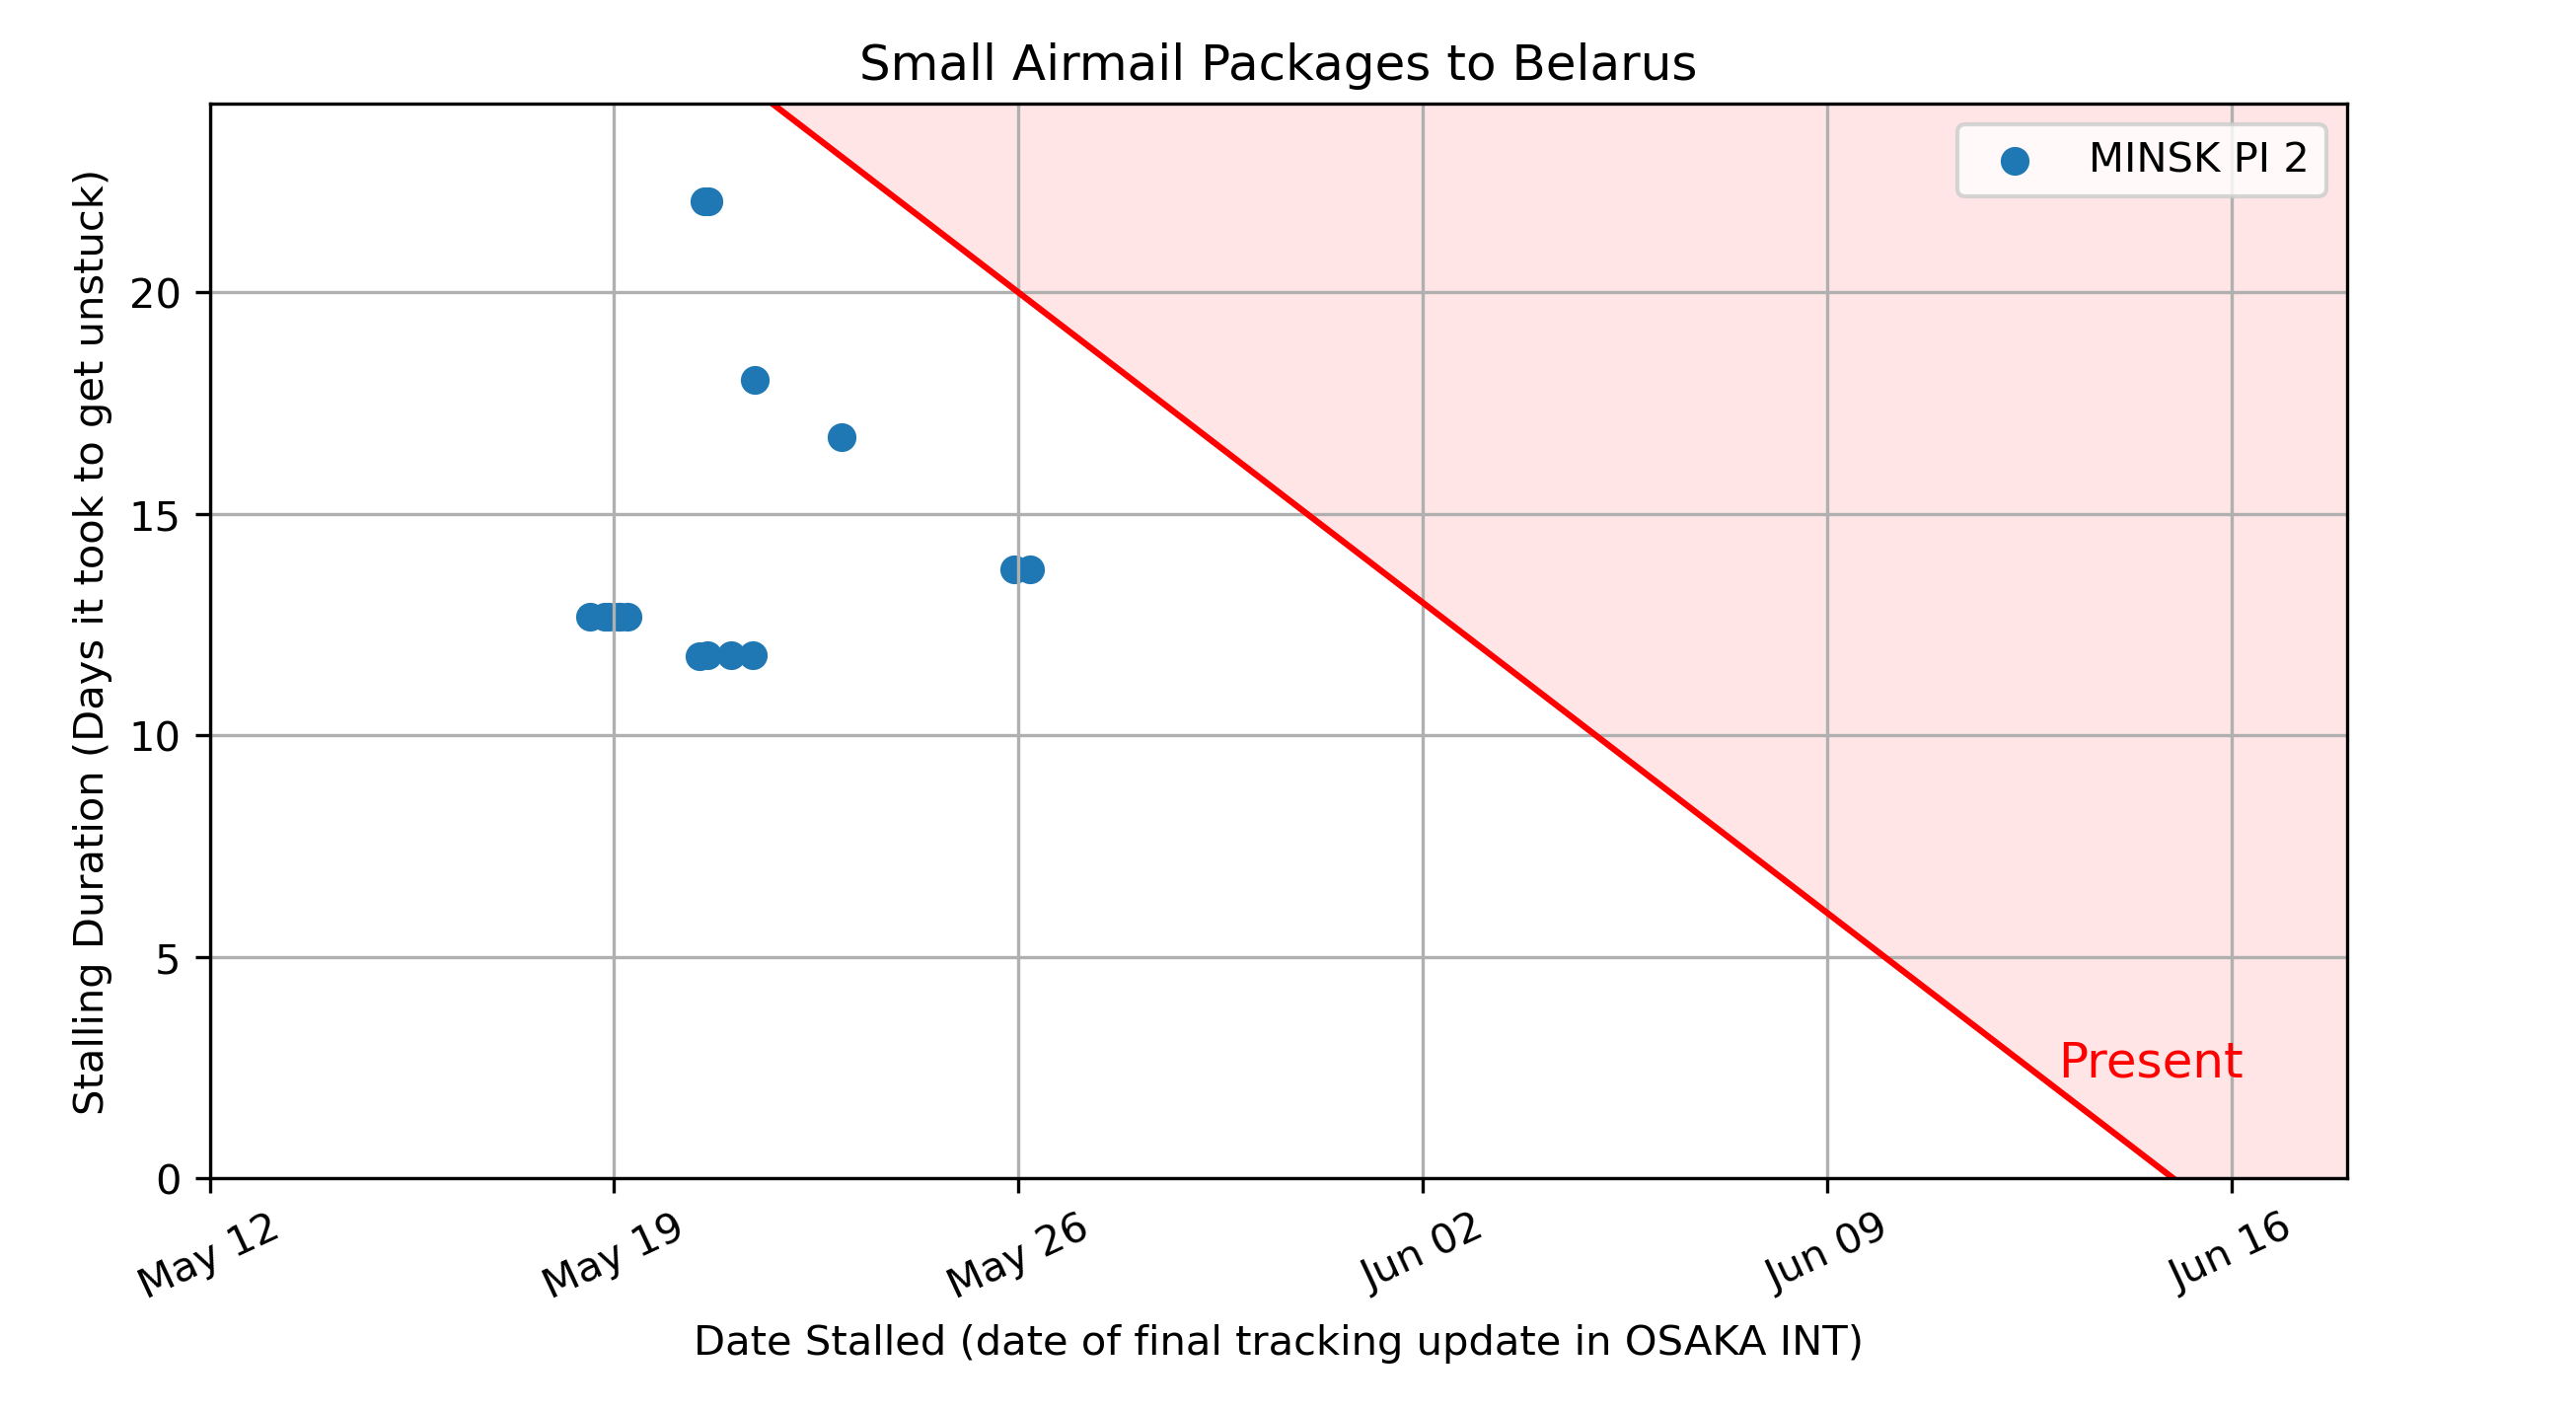 Small Airmail Packages to Belarus
MINSK PI 2
Stalling Duration (Days it took to get unstuck)
20
15
10
5
0
Present
May 12
May 19
May 26
Jun 02
Jun 09
Jun 16
Date Stalled (date of final tracking update in OSAKA INT)